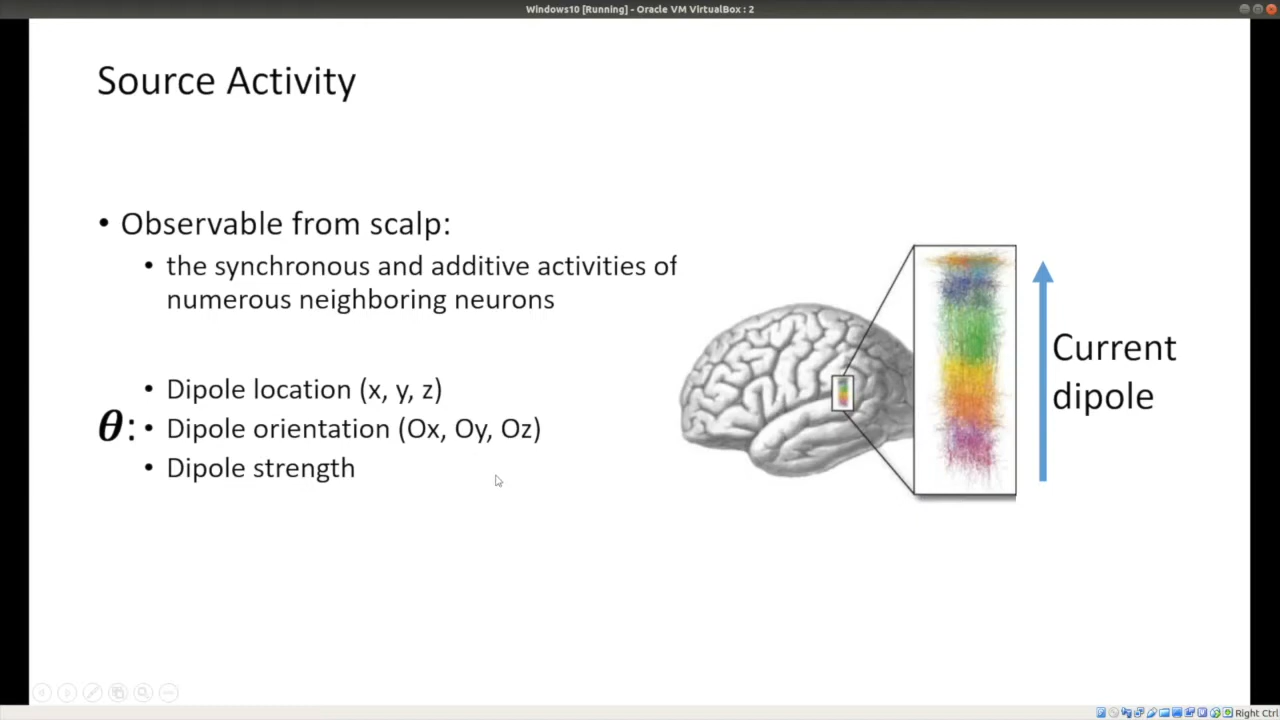 Windows10 [Running] - Oracle VM VirtualBox : 2
Source Activity
• Observable from scalp:
• the synchronous and additive activities of
numerous neighboring neurons
• Dipole location (x, y, z)
θ: • Dipole orientation (Ox, Oy, Oz)
• Dipole strength
Current
dipole
Right Ctrl